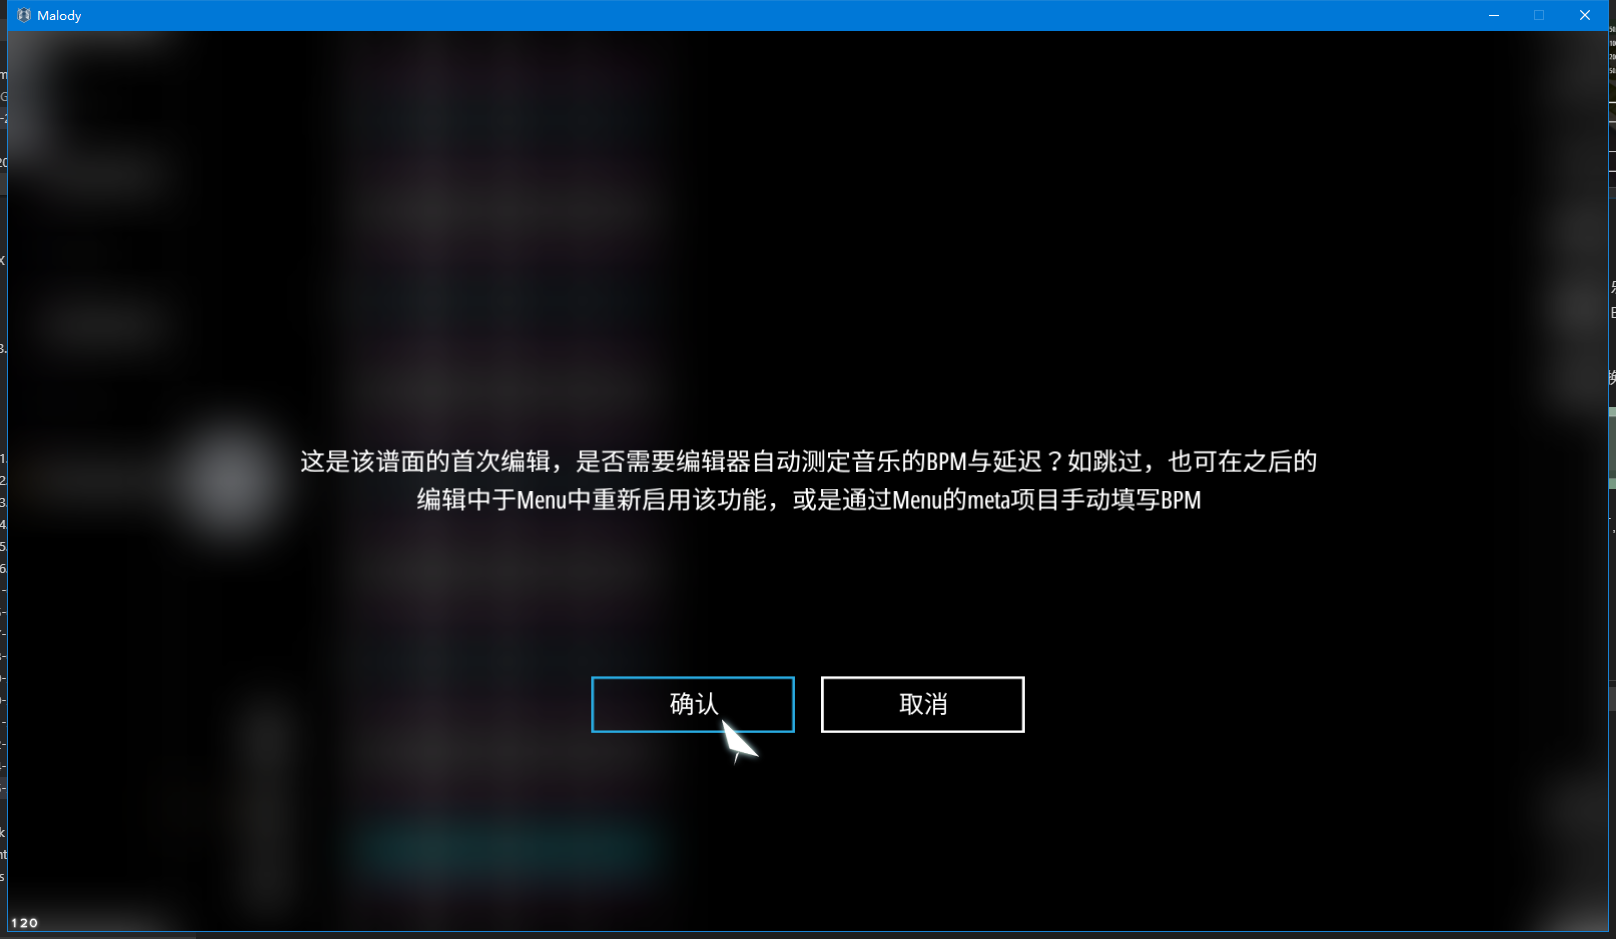 Malody
这是该谱面的首次编辑，是否需要编辑器自动测定音乐的BPM与延迟？如跳过，也可在之后的
编辑中于Menu中重新启用该功能，或是通过Menu的meta项目手动填写BPM
确认
取消
120